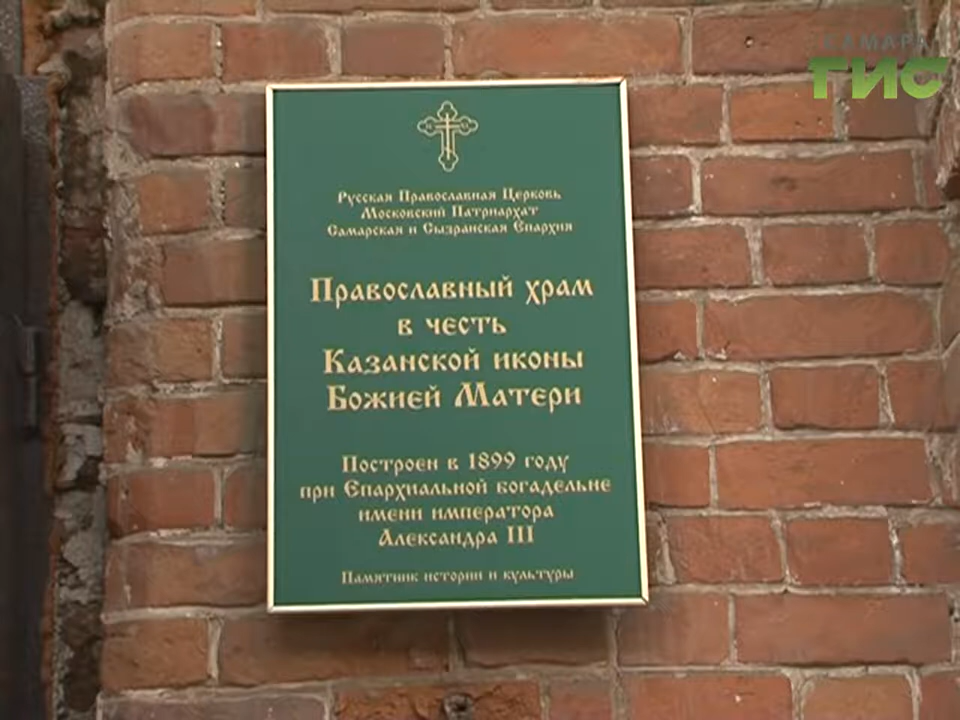 САМАРА
ГИС
Русская Православная Церковь
Московский Патриархат
Самарская и Сызранская Епархия
Православный храм
в честь
Казанской иконы
Божией Матери
Построен в 1899 году
при Епархиальной богадельне
имени императора
Александра III
Памятник истории и культуры